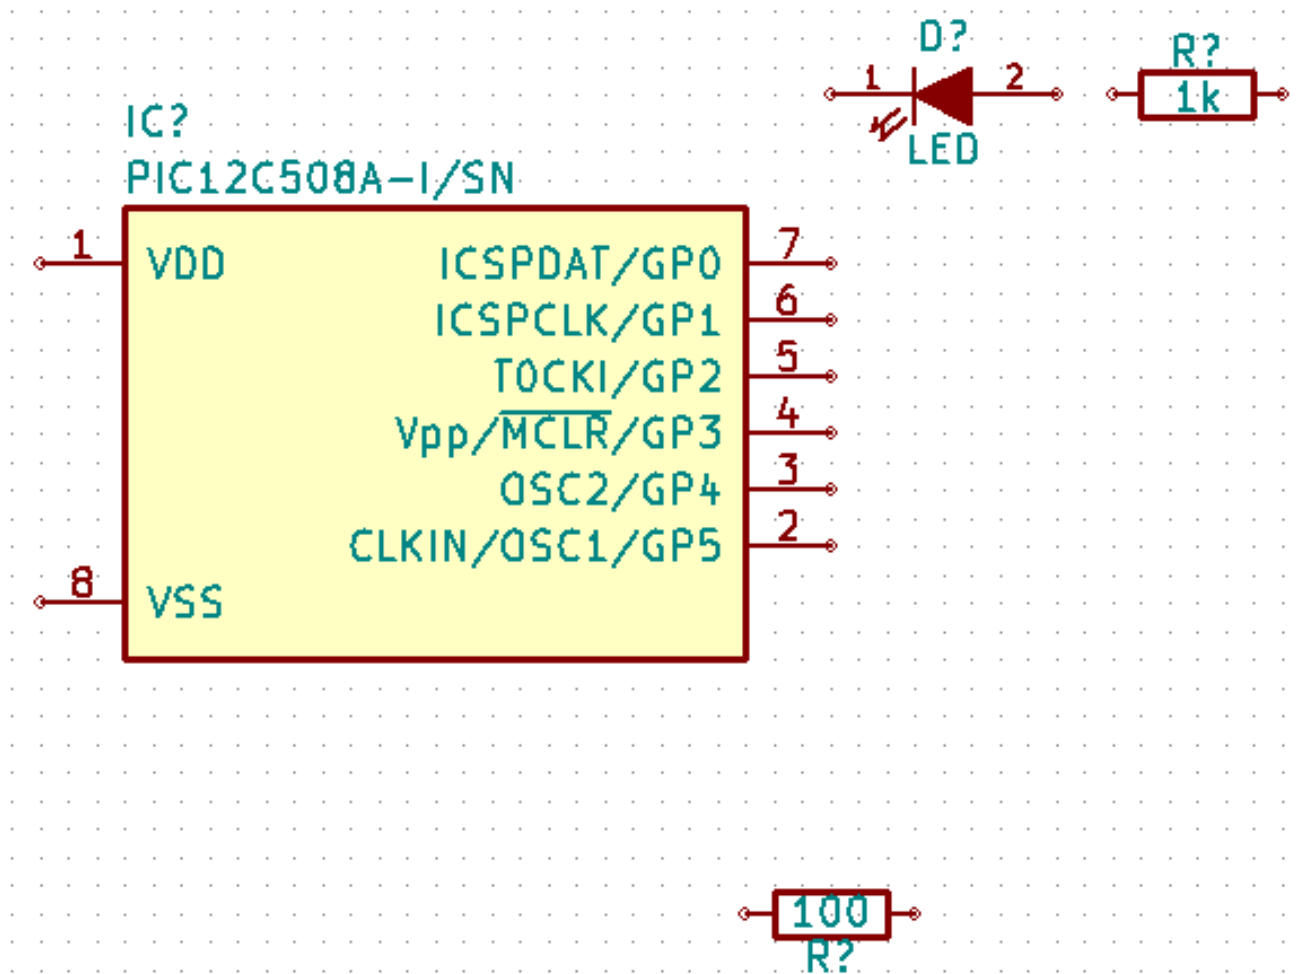 D?
1 2
LED
R?
1k
IC?
PIC12C508A-I/SN
1 VDD
ICSPDAT/GP0 7
ICSPCLK/GP1 6
T0CKI/GP2 5
Vpp/MCLR/GP3 4
OSC2/GP4 3
CLKIN/OSC1/GP5 2
8 VSS
100
R?